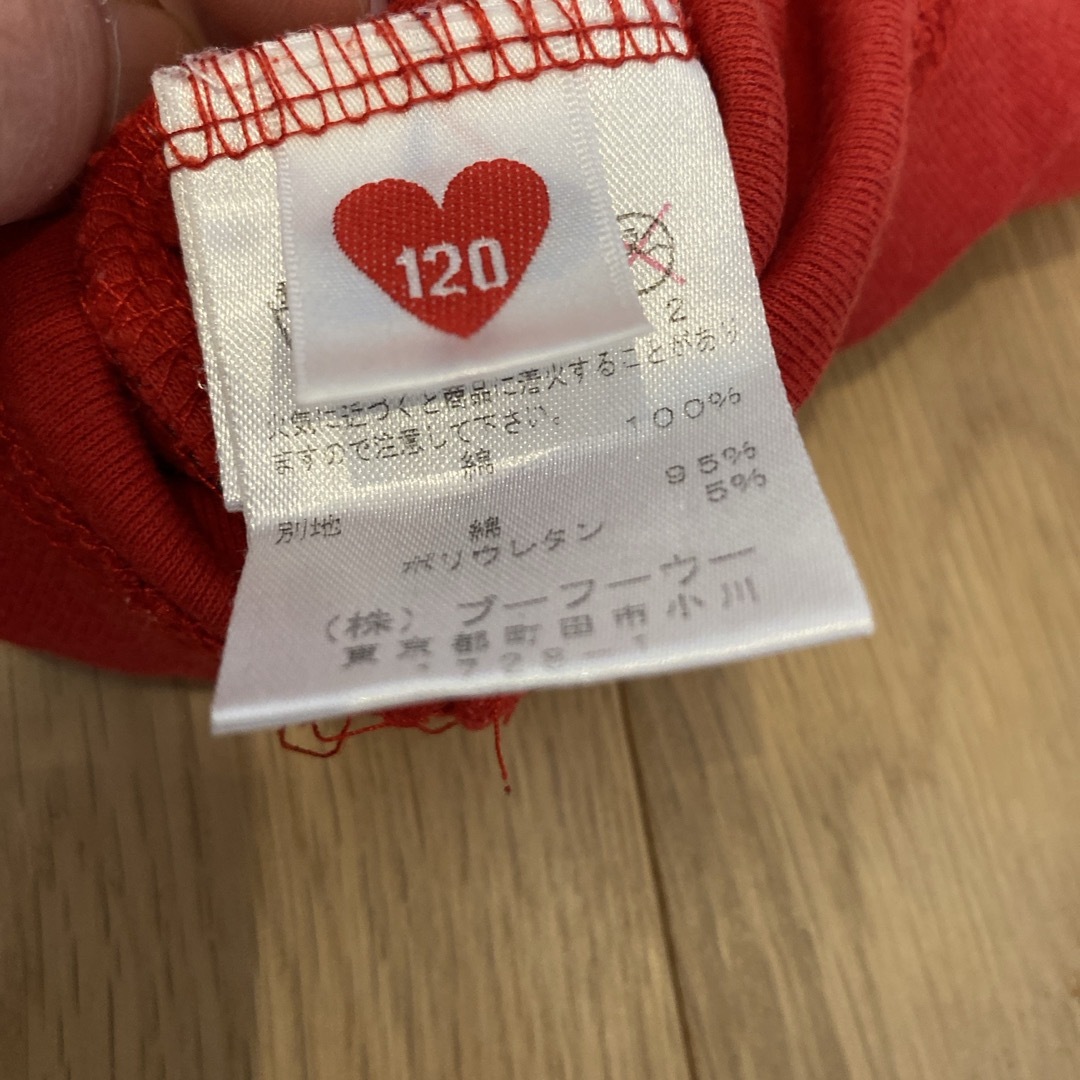 120
2
火気に近づくと商品に着火することがあり
ますので注意して下さい。
綿 100%
別地 綿 95%
ポリウレタン 5%
(株) ブーフーウー
東京都町田市小川
1728-1